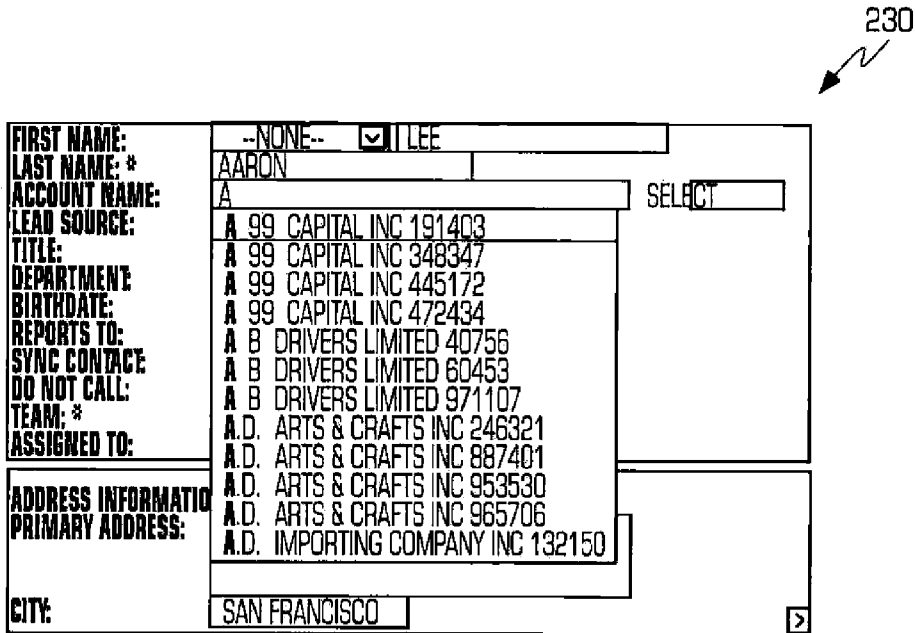 230
FIRST NAME: --NONE-- LEE
LAST NAME: * AARON
ACCOUNT NAME: A SELECT
LEAD SOURCE: A 99 CAPITAL INC 191403
TITLE: A 99 CAPITAL INC 348347
DEPARTMENT: A 99 CAPITAL INC 445172
BIRTHDATE: A 99 CAPITAL INC 472434
REPORTS TO: A B DRIVERS LIMITED 40756
SYNC CONTACT: A B DRIVERS LIMITED 60453
DO NOT CALL: A B DRIVERS LIMITED 971107
TEAM: * A.D. ARTS & CRAFTS INC 246321
ASSIGNED TO: A.D. ARTS & CRAFTS INC 887401
ADDRESS INFORMATIO A.D. ARTS & CRAFTS INC 953530
PRIMARY ADDRESS: A.D. ARTS & CRAFTS INC 965706
A.D. IMPORTING COMPANY INC 132150
CITY: SAN FRANCISCO